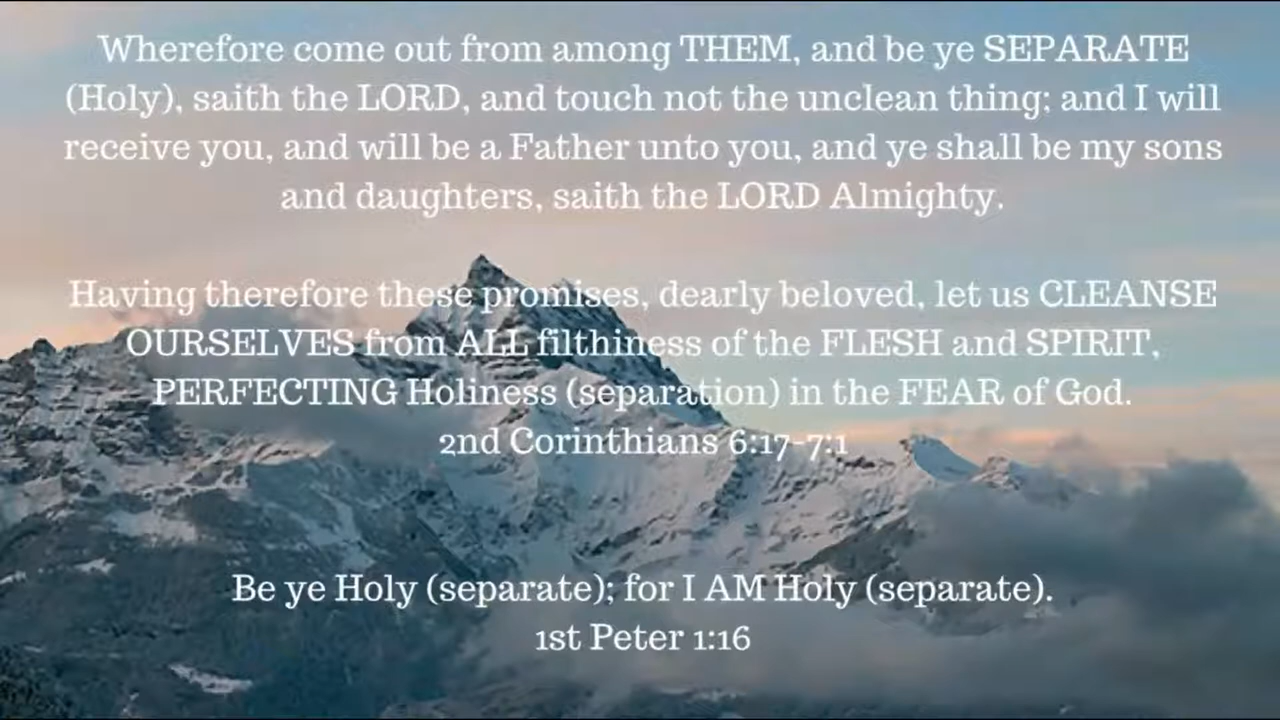 Wherefore come out from among THEM, and be ye SEPARATE
(Holy), saith the LORD, and touch not the unclean thing; and I will
receive you, and will be a Father unto you, and ye shall be my sons
and daughters, saith the LORD Almighty.
Having therefore these promises, dearly beloved, let us CLEANSE
OURSELVES from ALL filthiness of the FLESH and SPIRIT,
PERFECTING Holiness (separation) in the FEAR of God.
2nd Corinthians 6:17-7:1
Be ye Holy (separate); for I AM Holy (separate).
1st Peter 1:16